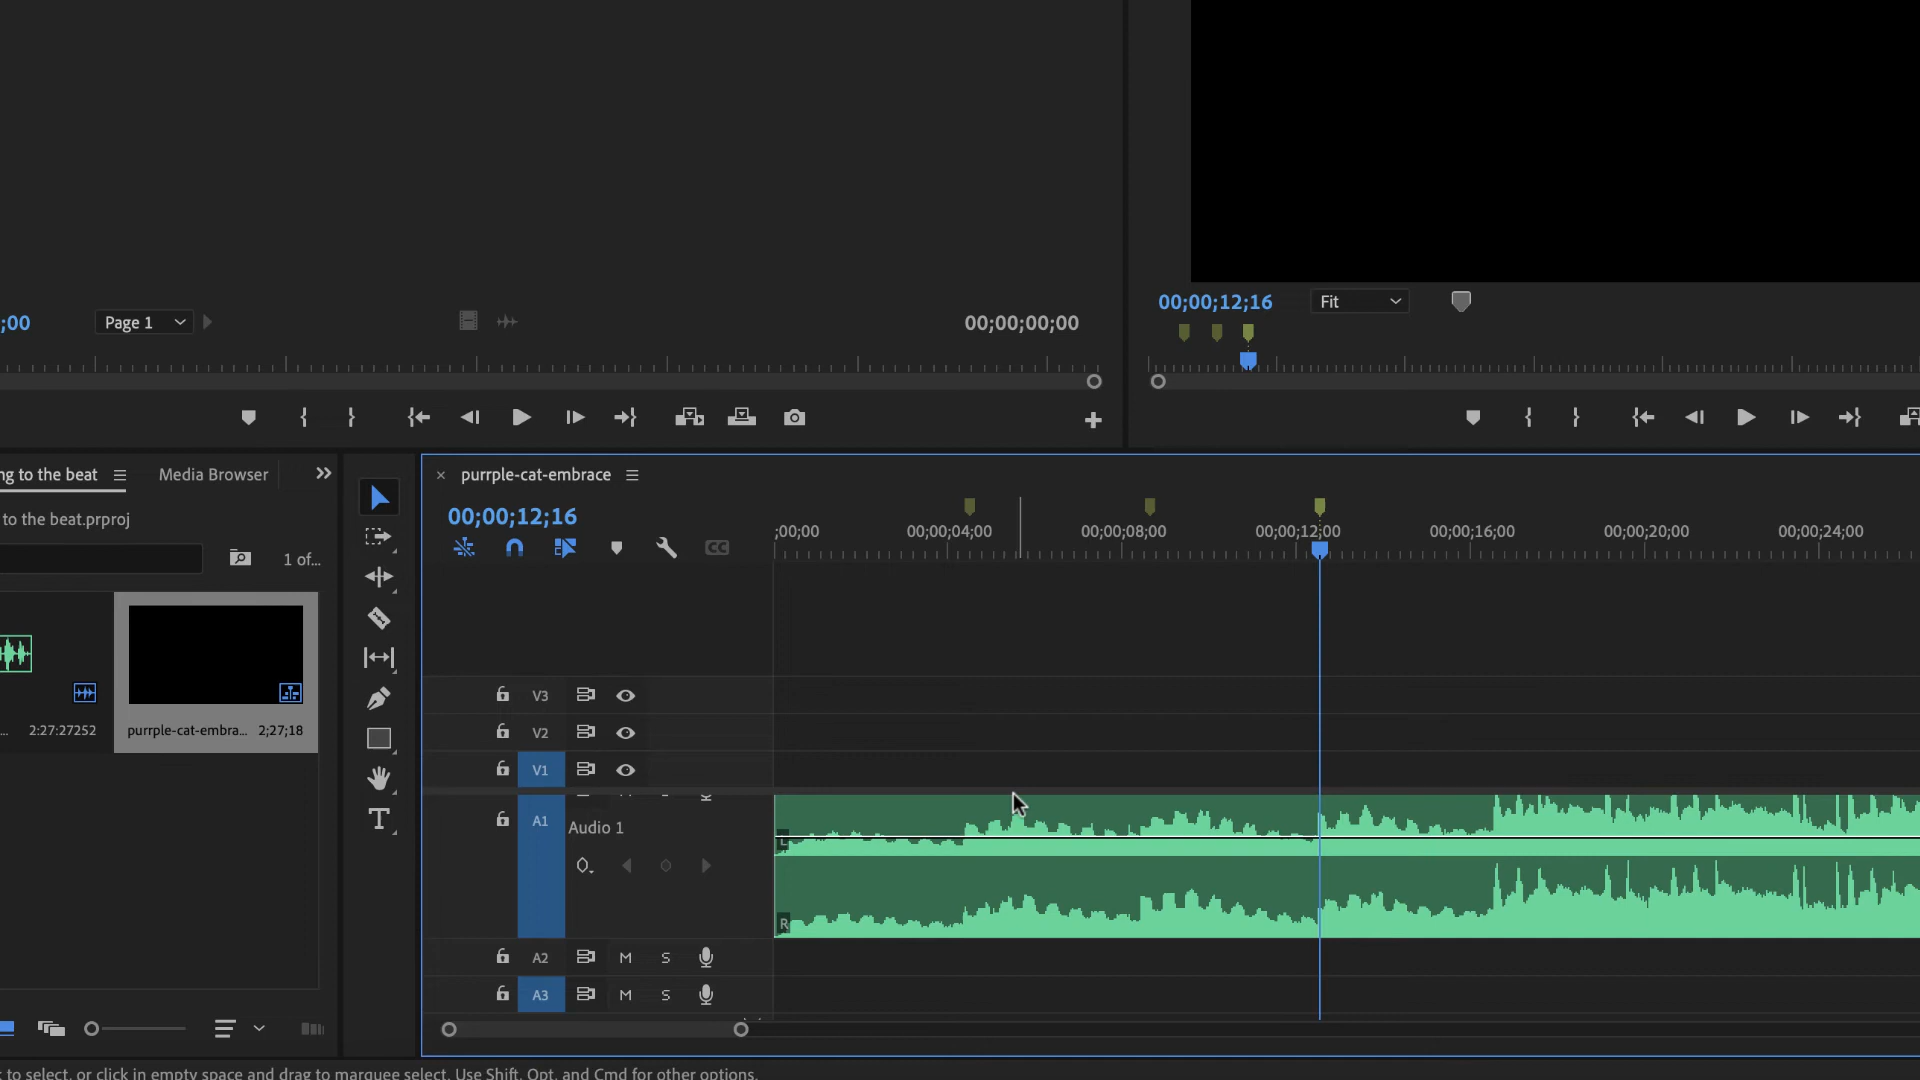 ;00
Page 1
00;00;00;00
00;00;12;16
Fit
ng to the beat
Media Browser
purrple-cat-embrace
to the beat.prproj
00;00;12;16
;00;00
00;00;04;00
00;00;08;00
00;00;12;00
00;00;16;00
00;00;20;00
00;00;24;00
CC
1 of...
V3
V2
V1
... 2:27:27252
purrple-cat-embra... 2;27;18
A1
Audio 1
L
R
A2 M S
A3 M S
T
k to select, or click in empty space and drag to marquee select. Use Shift, Opt, and Cmd for other options.